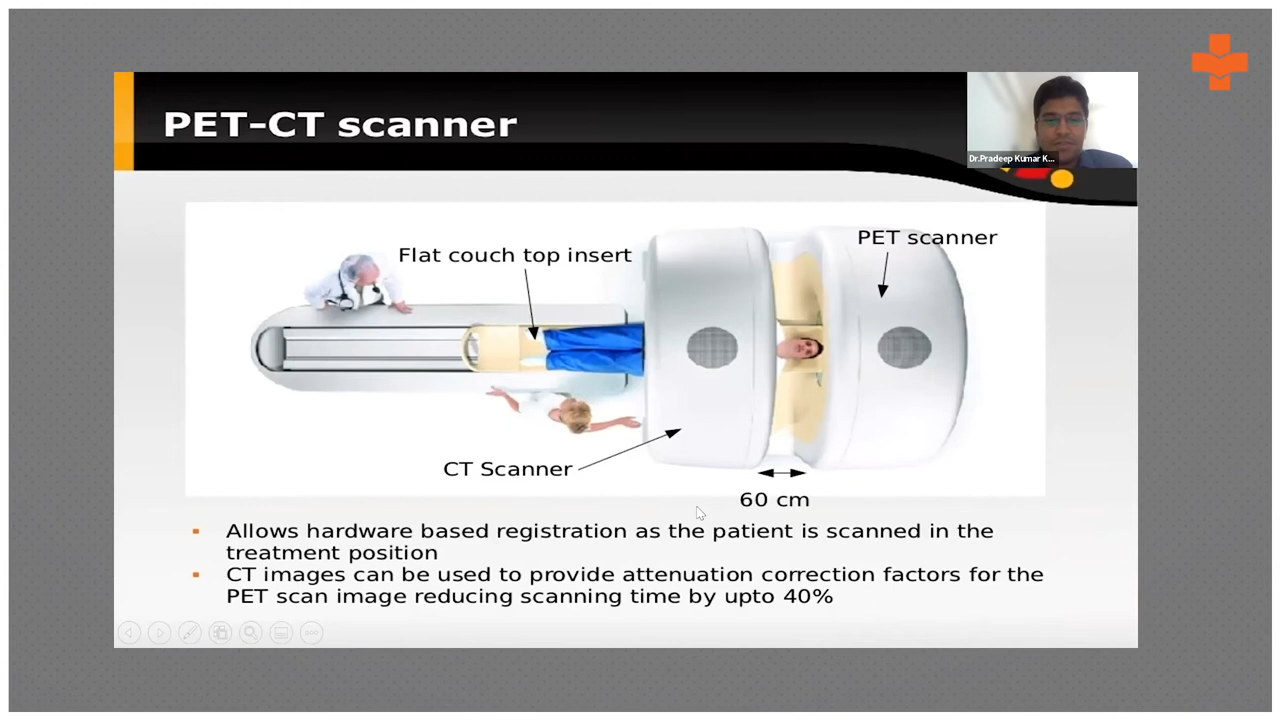 PET-CT scanner
Dr.Pradeep Kumar K...
PET scanner
Flat couch top insert
CT Scanner
60 cm
▪ Allows hardware based registration as the patient is scanned in the
treatment position
▪ CT images can be used to provide attenuation correction factors for the
PET scan image reducing scanning time by upto 40%